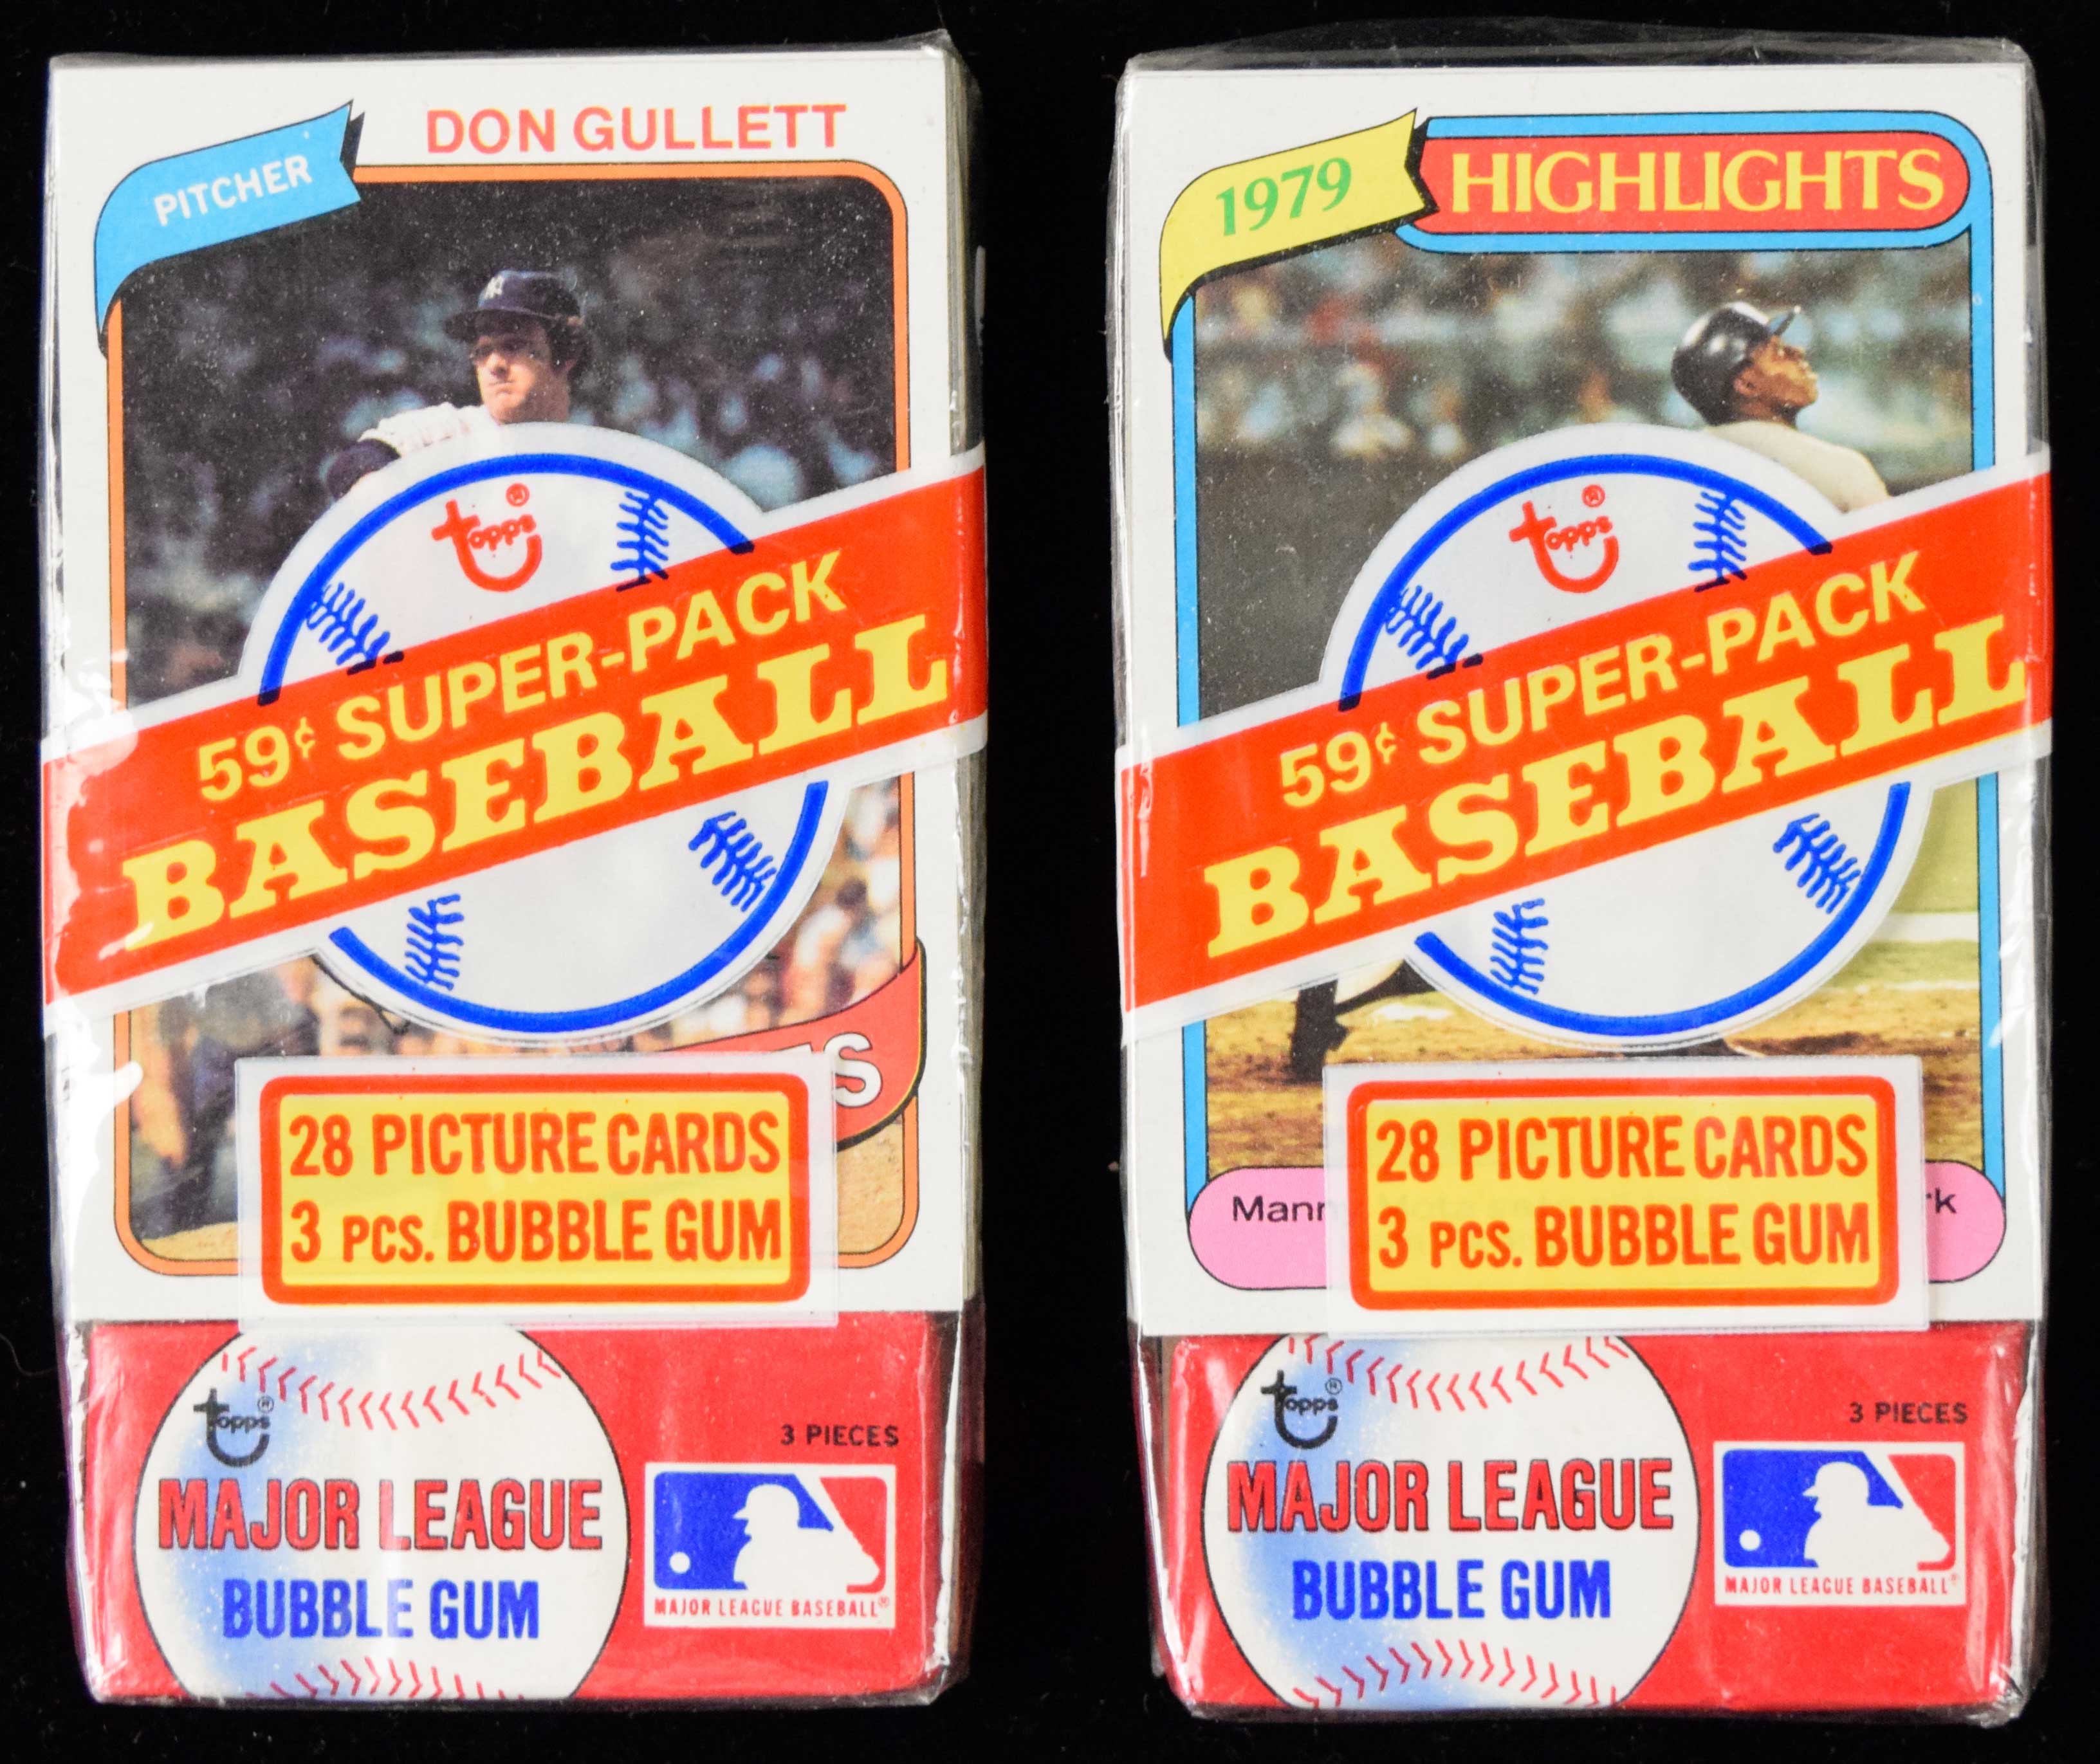 DON GULLETT
PITCHER
topps®
59¢ SUPER-PACK
BASEBALL
S
28 PICTURE CARDS
3 PCS. BUBBLE GUM
topps®
MAJOR LEAGUE
BUBBLE GUM
3 PIECES
MAJOR LEAGUE BASEBALL®
1979 HIGHLIGHTS
topps®
59¢ SUPER-PACK
BASEBALL
28 PICTURE CARDS
Mann rk
3 PCS. BUBBLE GUM
topps®
MAJOR LEAGUE
BUBBLE GUM
3 PIECES
MAJOR LEAGUE BASEBALL®